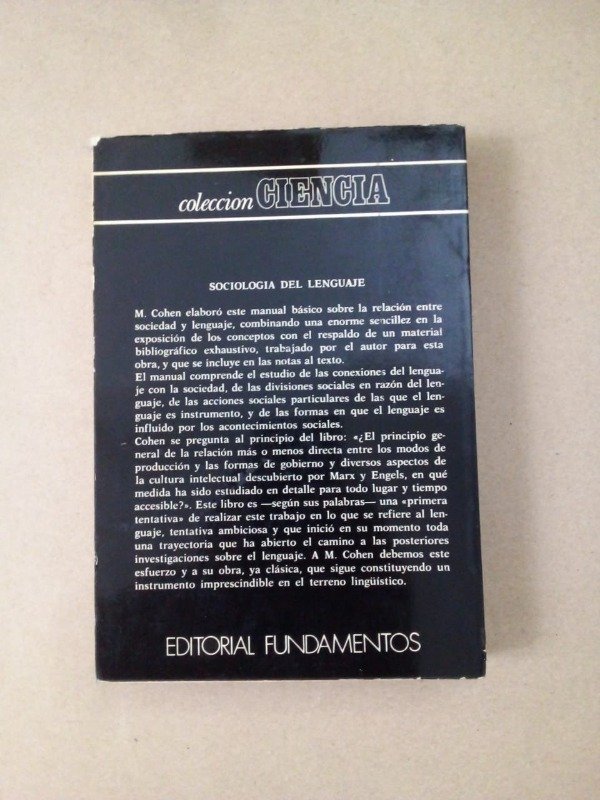 coleccion CIENCIA
SOCIOLOGIA DEL LENGUAJE
M. Cohen elaboró este manual básico sobre la relación entre
sociedad y lenguaje, combinando una enorme sencillez en la
exposición de los conceptos con el respaldo de un material
bibliográfico exhaustivo, trabajado por el autor para esta
obra, y que se incluye en las notas al texto.
El manual comprende el estudio de las conexiones del lengua-
je con la sociedad, de las divisiones sociales en razón del len-
guaje, de las acciones sociales particulares de las que el len-
guaje es instrumento, y de las formas en que el lenguaje es
influido por los acontecimientos sociales.
Cohen se pregunta al principio del libro: «¿El principio ge-
neral de la relación más o menos directa entre los modos de
producción y las formas de gobierno y diversos aspectos de
la cultura intelectual descubierto por Marx y Engels, en qué
medida ha sido estudiado en detalle para todo lugar y tiempo
accesible?». Este libro es —según sus palabras— una «primera
tentativa» de realizar este trabajo en lo que se refiere al len-
guaje, tentativa ambiciosa y que inició en su momento toda
una trayectoria que ha abierto el camino a las posteriores
investigaciones sobre el lenguaje. A M. Cohen debemos este
esfuerzo y a su obra, ya clásica, que sigue constituyendo un
instrumento imprescindible en el terreno lingüístico.
EDITORIAL FUNDAMENTOS